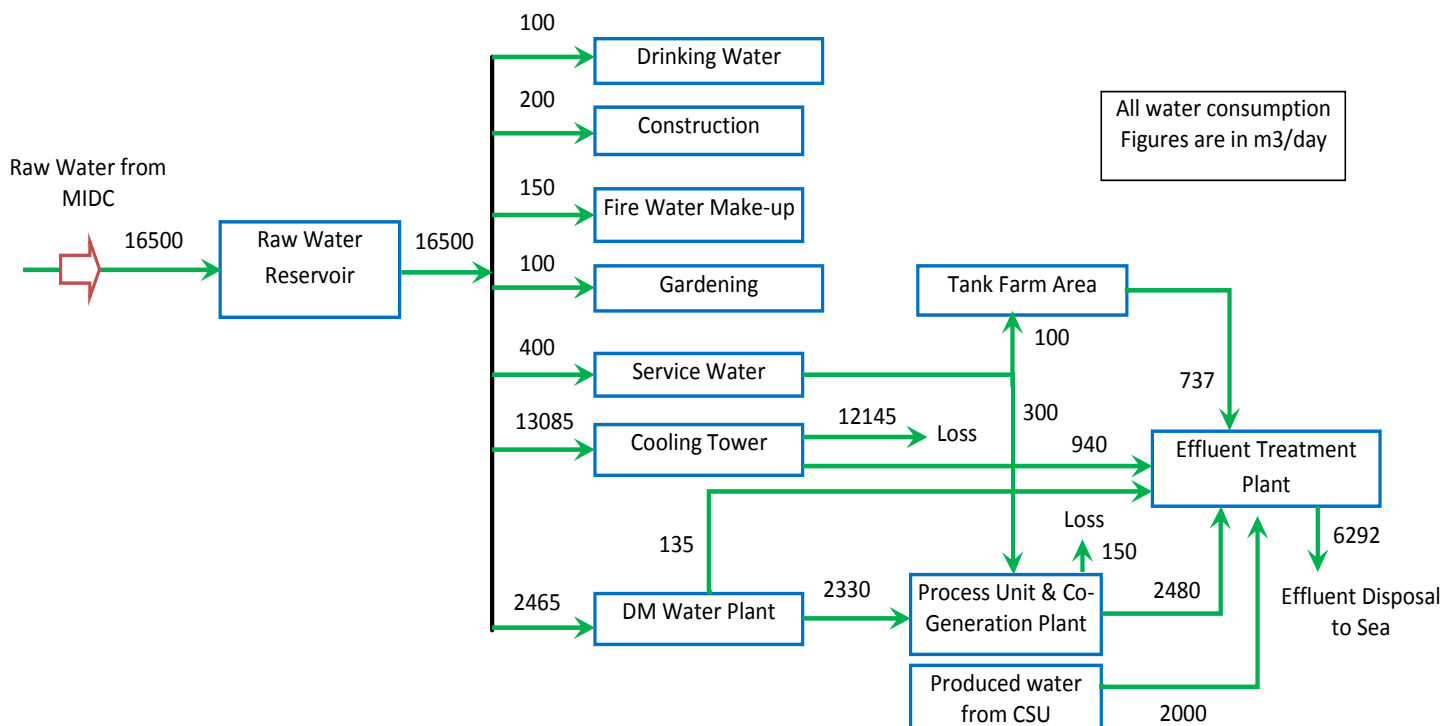 100
Drinking Water
200
Construction
All water consumption
Figures are in m3/day
Raw Water from
MIDC
150
Fire Water Make-up
16500
Raw Water
Reservoir
16500
100
Gardening
Tank Farm Area
100
400
Service Water
737
300
13085
Cooling Tower
12145
Loss
940
Effluent Treatment
Plant
135
Loss
150
6292
2465
DM Water Plant
2330
Process Unit & Co-
Generation Plant
2480
Effluent Disposal
to Sea
Produced water
from CSU
2000